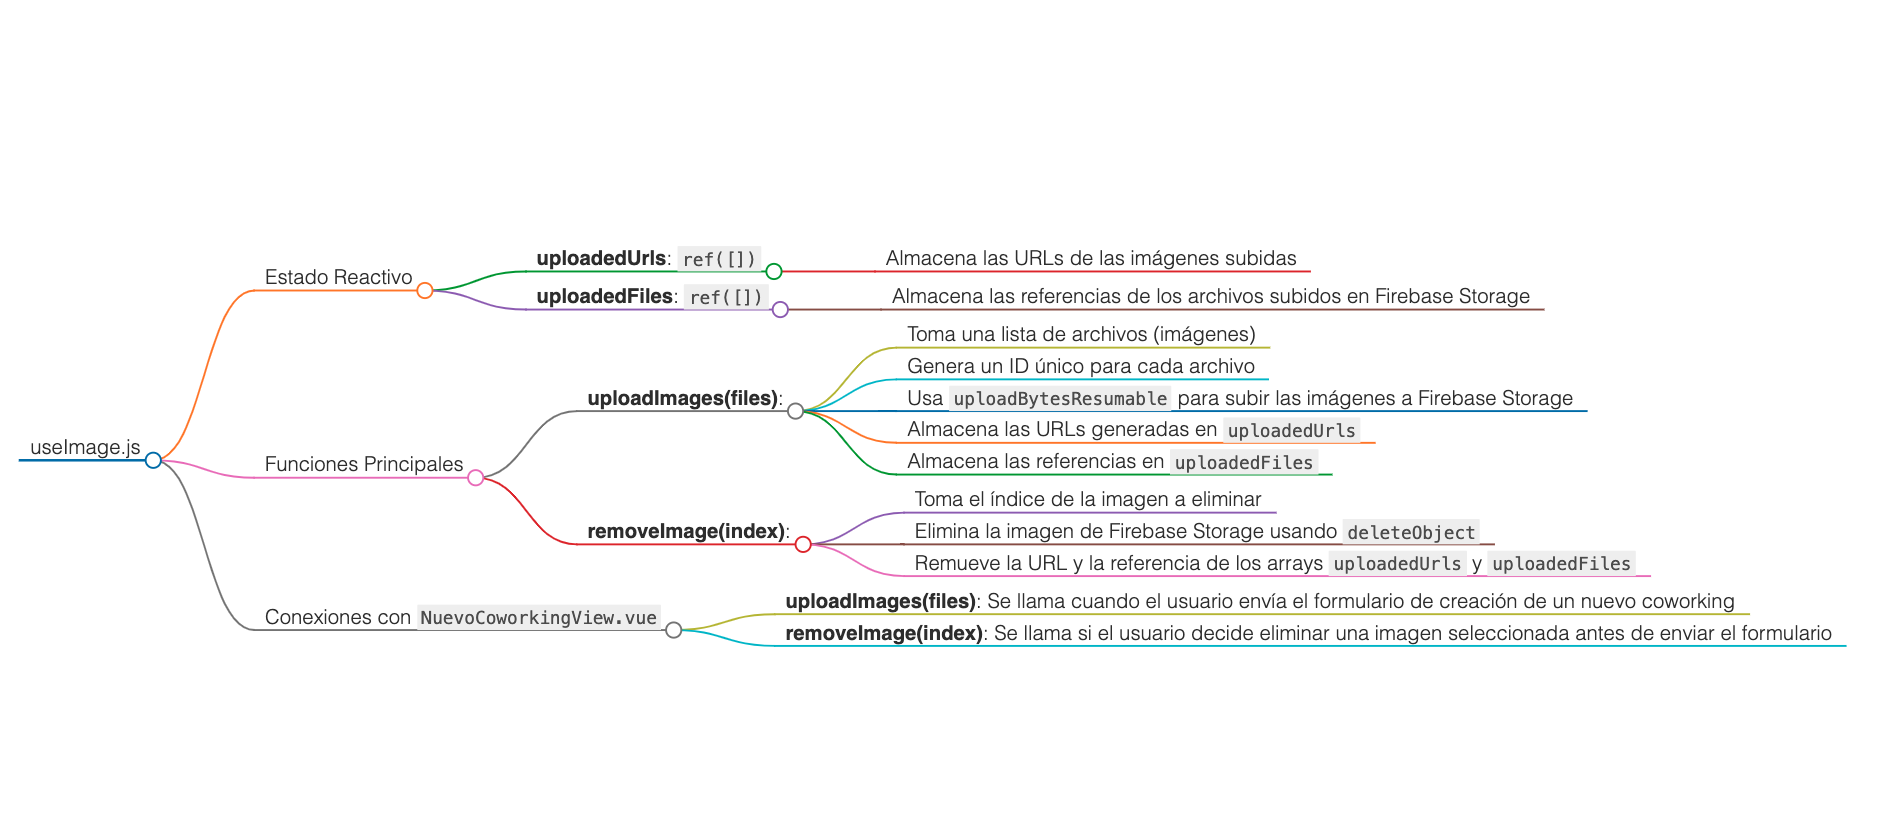 useImage.js
Estado Reactivo
uploadedUrls: ref([])
Almacena las URLs de las imágenes subidas
uploadedFiles: ref([])
Almacena las referencias de los archivos subidos en Firebase Storage
Funciones Principales
uploadImages(files):
Toma una lista de archivos (imágenes)
Genera un ID único para cada archivo
Usa uploadBytesResumable para subir las imágenes a Firebase Storage
Almacena las URLs generadas en uploadedUrls
Almacena las referencias en uploadedFiles
removeImage(index):
Toma el índice de la imagen a eliminar
Elimina la imagen de Firebase Storage usando deleteObject
Remueve la URL y la referencia de los arrays uploadedUrls y uploadedFiles
Conexiones con NuevoCoworkingView.vue
uploadImages(files): Se llama cuando el usuario envía el formulario de creación de un nuevo coworking
removeImage(index): Se llama si el usuario decide eliminar una imagen seleccionada antes de enviar el formulario